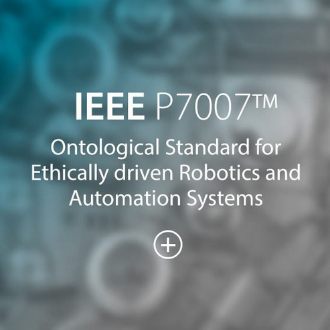 IEEE P7007™
Ontological Standard for
Ethically driven Robotics and
Automation Systems